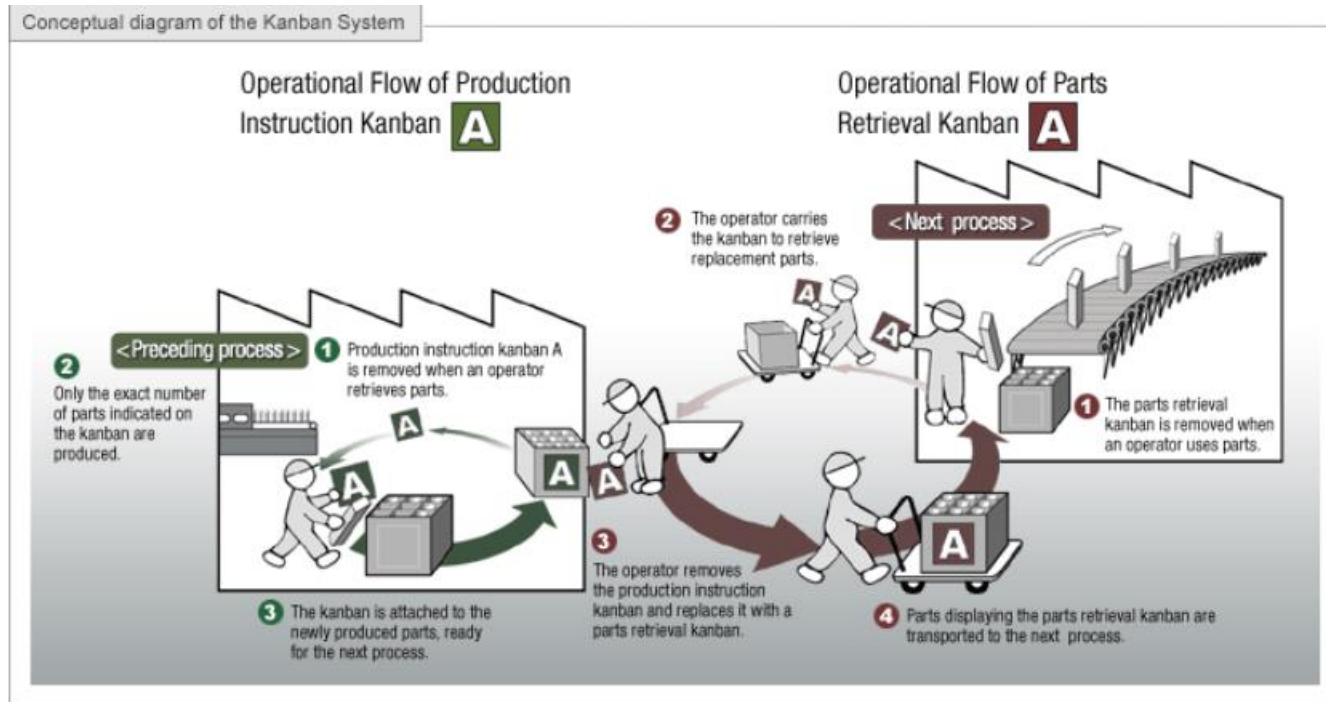 Conceptual diagram of the Kanban System
Operational Flow of Production
Instruction Kanban A
Operational Flow of Parts
Retrieval Kanban A
<Preceding process>
1 Production instruction kanban A
is removed when an operator
retrieves parts.
2
Only the exact number
of parts indicated on
the kanban are
produced.
A
A
A
3 The kanban is attached to the
newly produced parts, ready
for the next process.
<Next process>
1 The parts retrieval
kanban is removed when
an operator uses parts.
A
2 The operator carries
the kanban to retrieve
replacement parts.
A
A
3
The operator removes
the production instruction
kanban and replaces it with a
parts retrieval kanban.
A
4 Parts displaying the parts retrieval kanban are
transported to the next process.